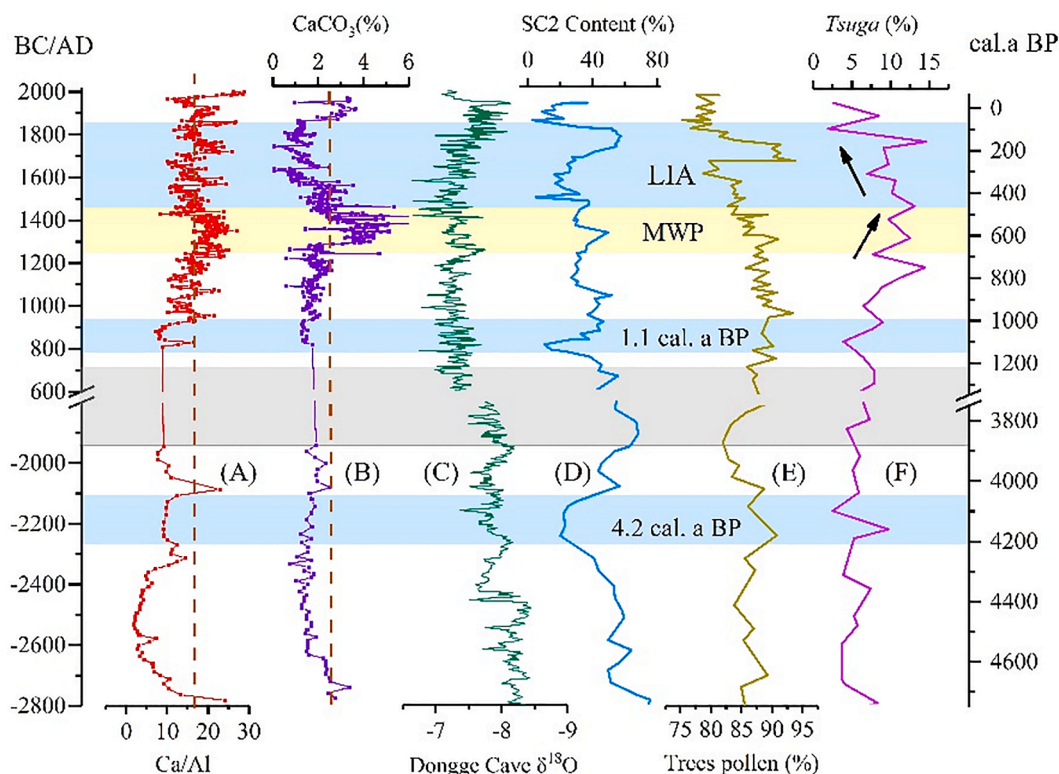 CaCO₃(%)
SC2 Content (%)
Tsuga (%)
BC/AD
cal.a BP
0 2 4 6
0 40 80
0 5 10 15
2000
1800
1600
1400
1200
1000
800
600
-2000
-2200
-2400
-2600
-2800
0
200
400
600
800
1000
1200
3800
4000
4200
4400
4600
LIA
MWP
1.1 cal. a BP
(A)
(B)
(C)
(D)
(E)
(F)
4.2 cal. a BP
0 10 20 30
-7 -8 -9
75 80 85 90 95
Ca/Al
Dongge Cave δ¹⁸O
Trees pollen (%)